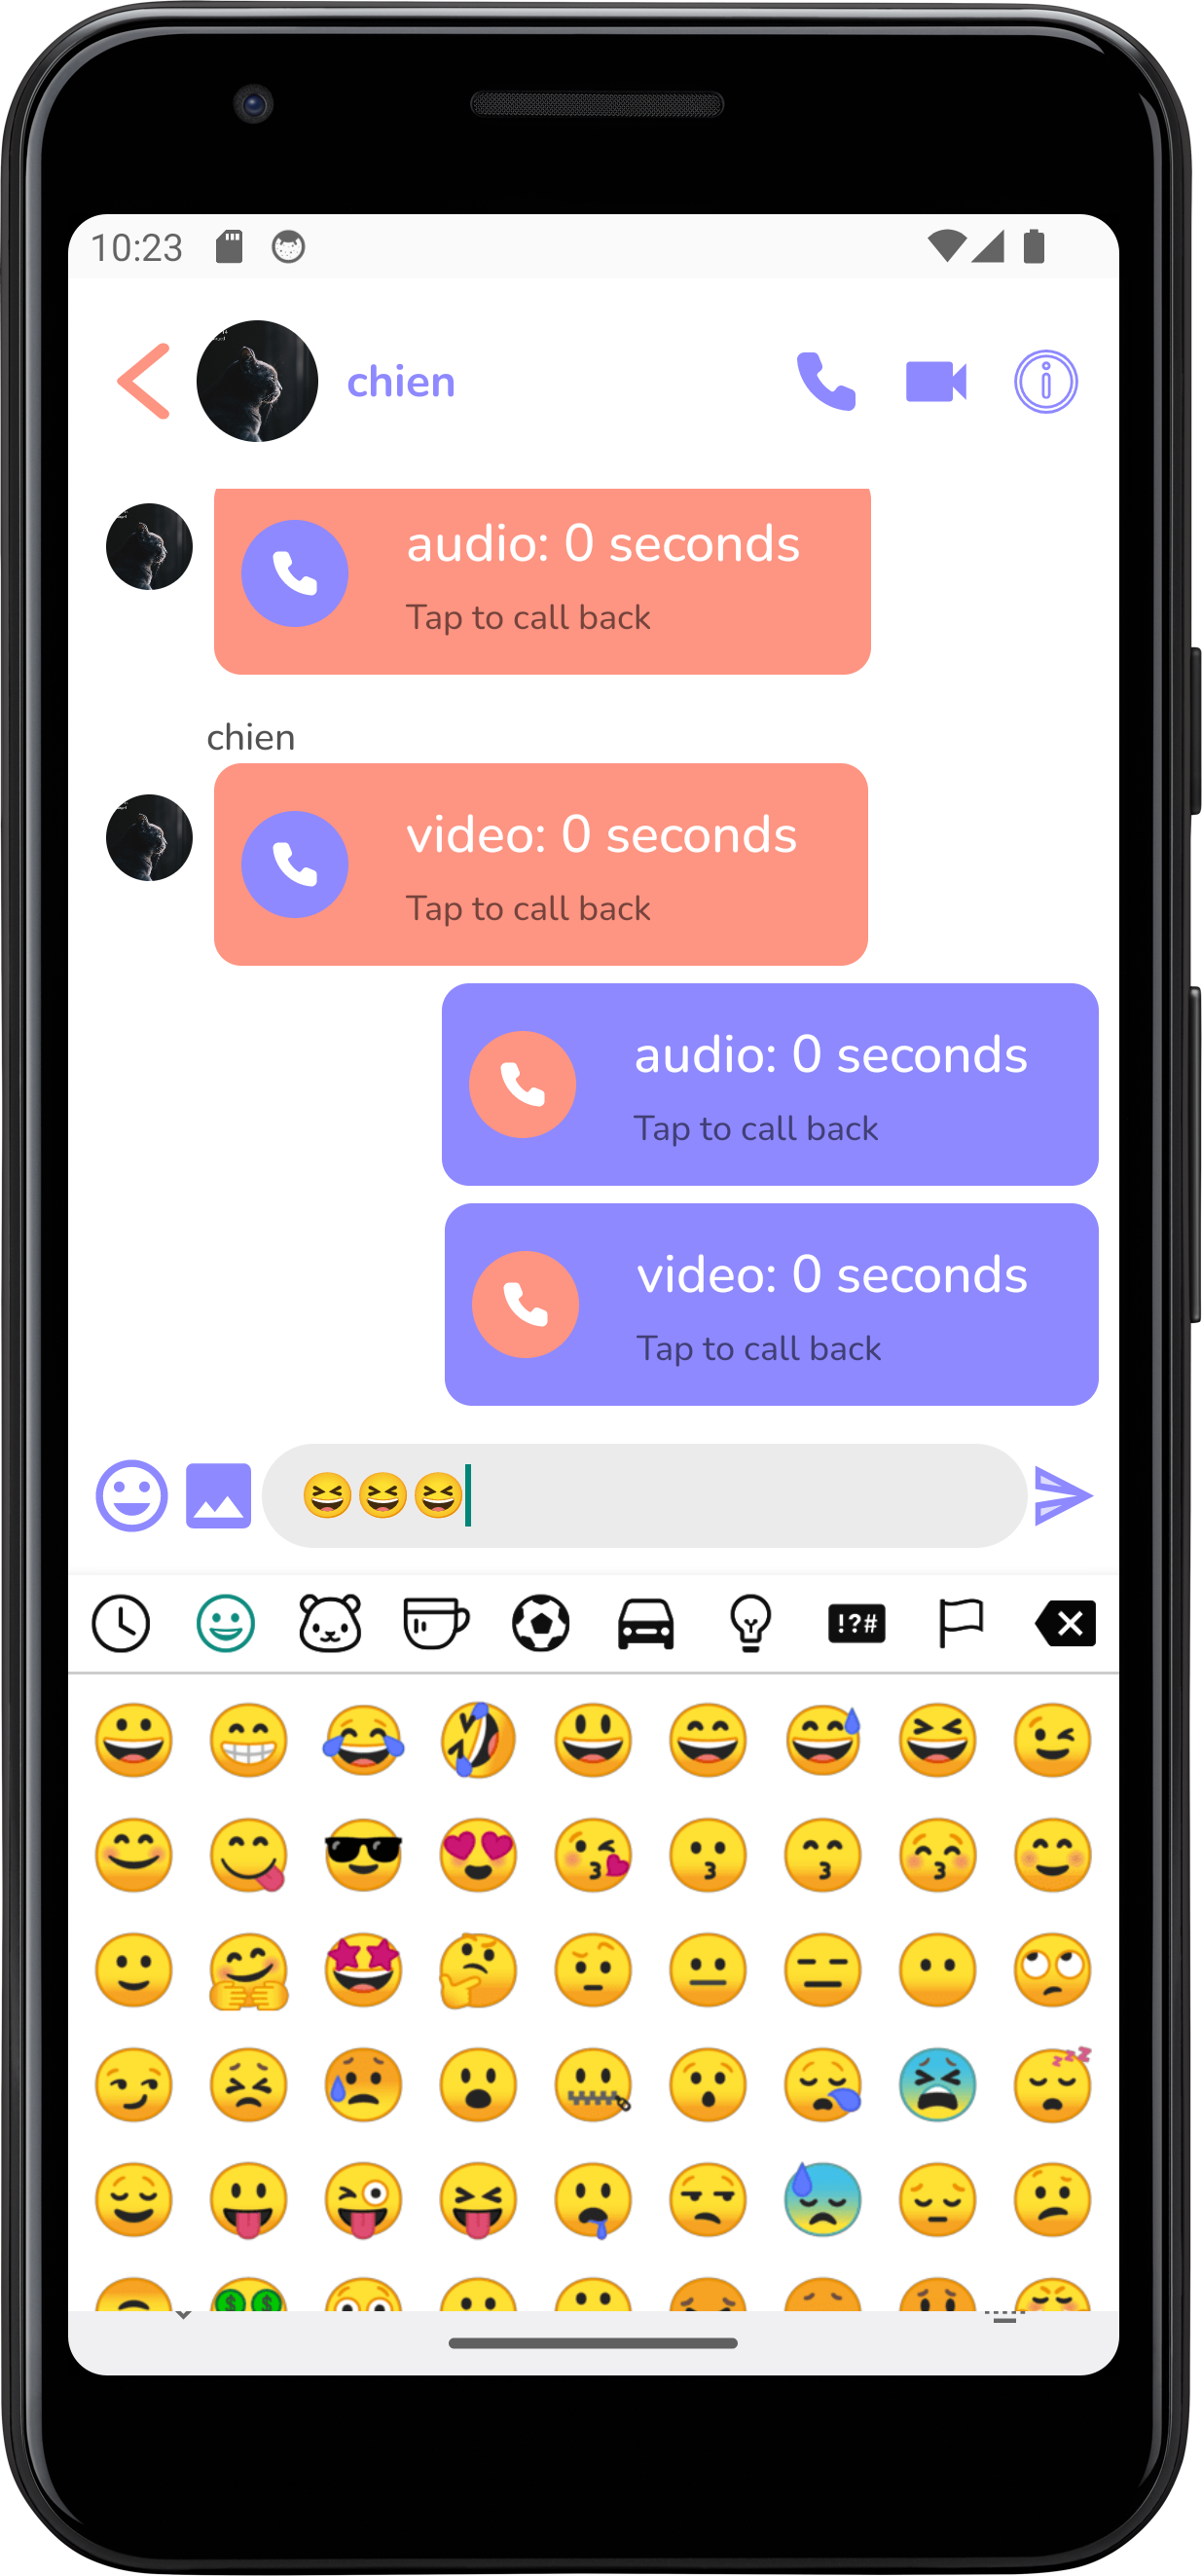 10:23
chien
audio: 0 seconds
Tap to call back
chien
video: 0 seconds
Tap to call back
audio: 0 seconds
Tap to call back
video: 0 seconds
Tap to call back
😆😆😆
!?#